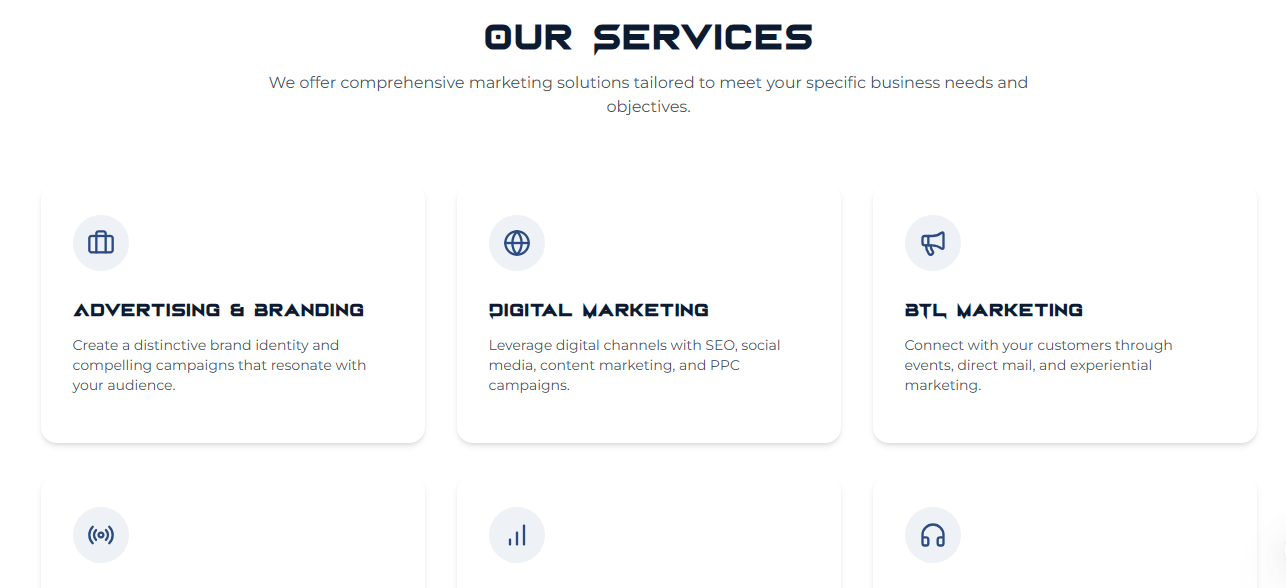 Our Services
We offer comprehensive marketing solutions tailored to meet your specific business needs and
objectives.
Advertising & Branding
Create a distinctive brand identity and
compelling campaigns that resonate with
your audience.
Digital Marketing
Leverage digital channels with SEO, social
media, content marketing, and PPC
campaigns.
BTL Marketing
Connect with your customers through
events, direct mail, and experiential
marketing.